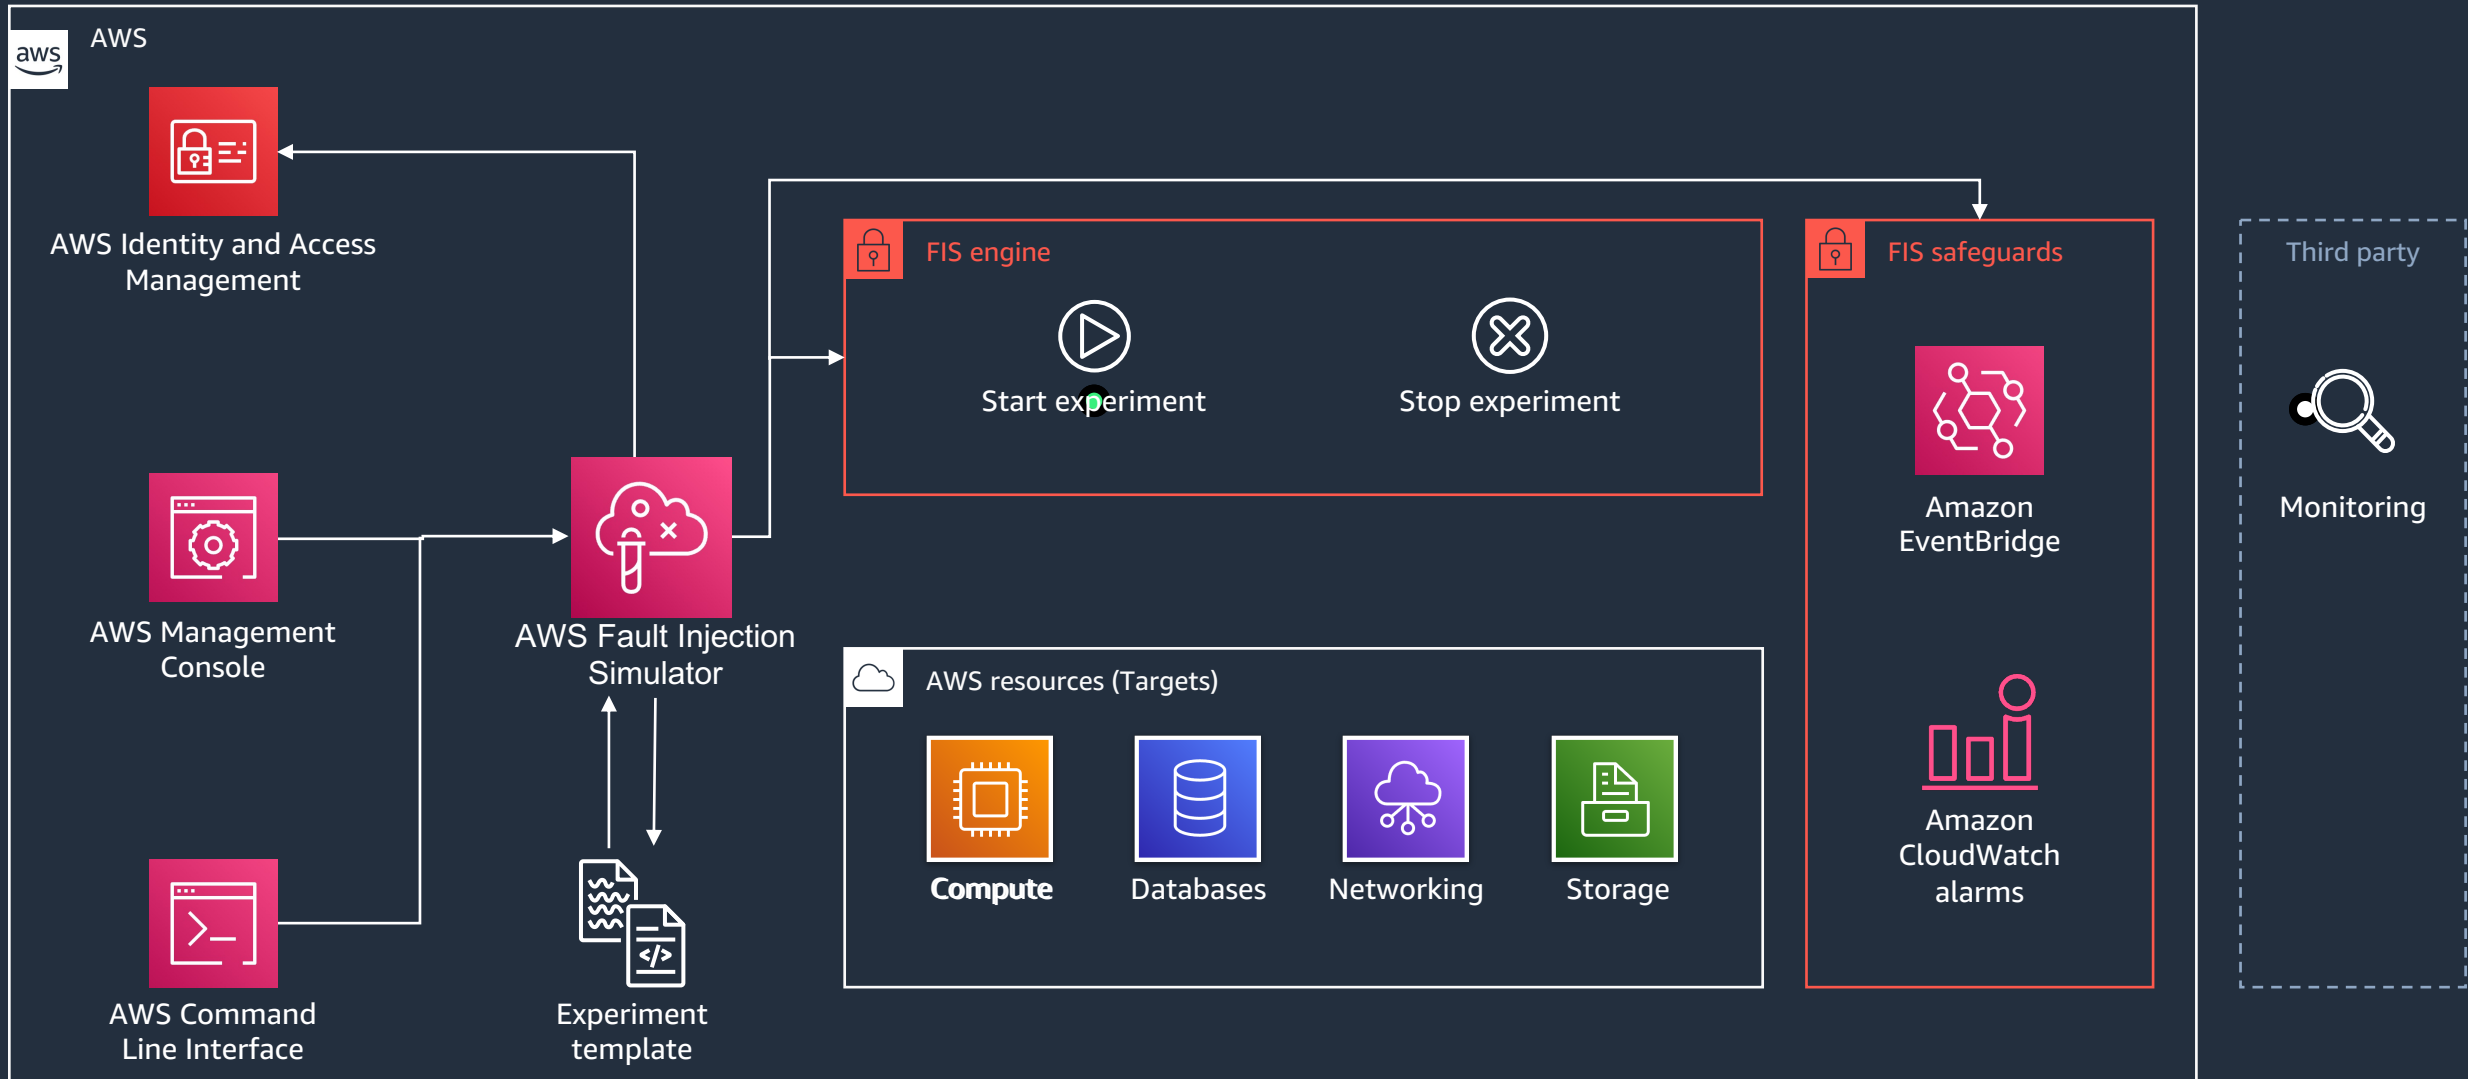 aws
AWS
AWS Identity and Access
Management
AWS Management
Console
AWS Command
Line Interface
AWS Fault Injection
Simulator
Experiment
template
FIS engine
Start experiment
Stop experiment
AWS resources (Targets)
Compute
Databases
Networking
Storage
FIS safeguards
Amazon
EventBridge
Amazon
CloudWatch
alarms
Third party
Monitoring